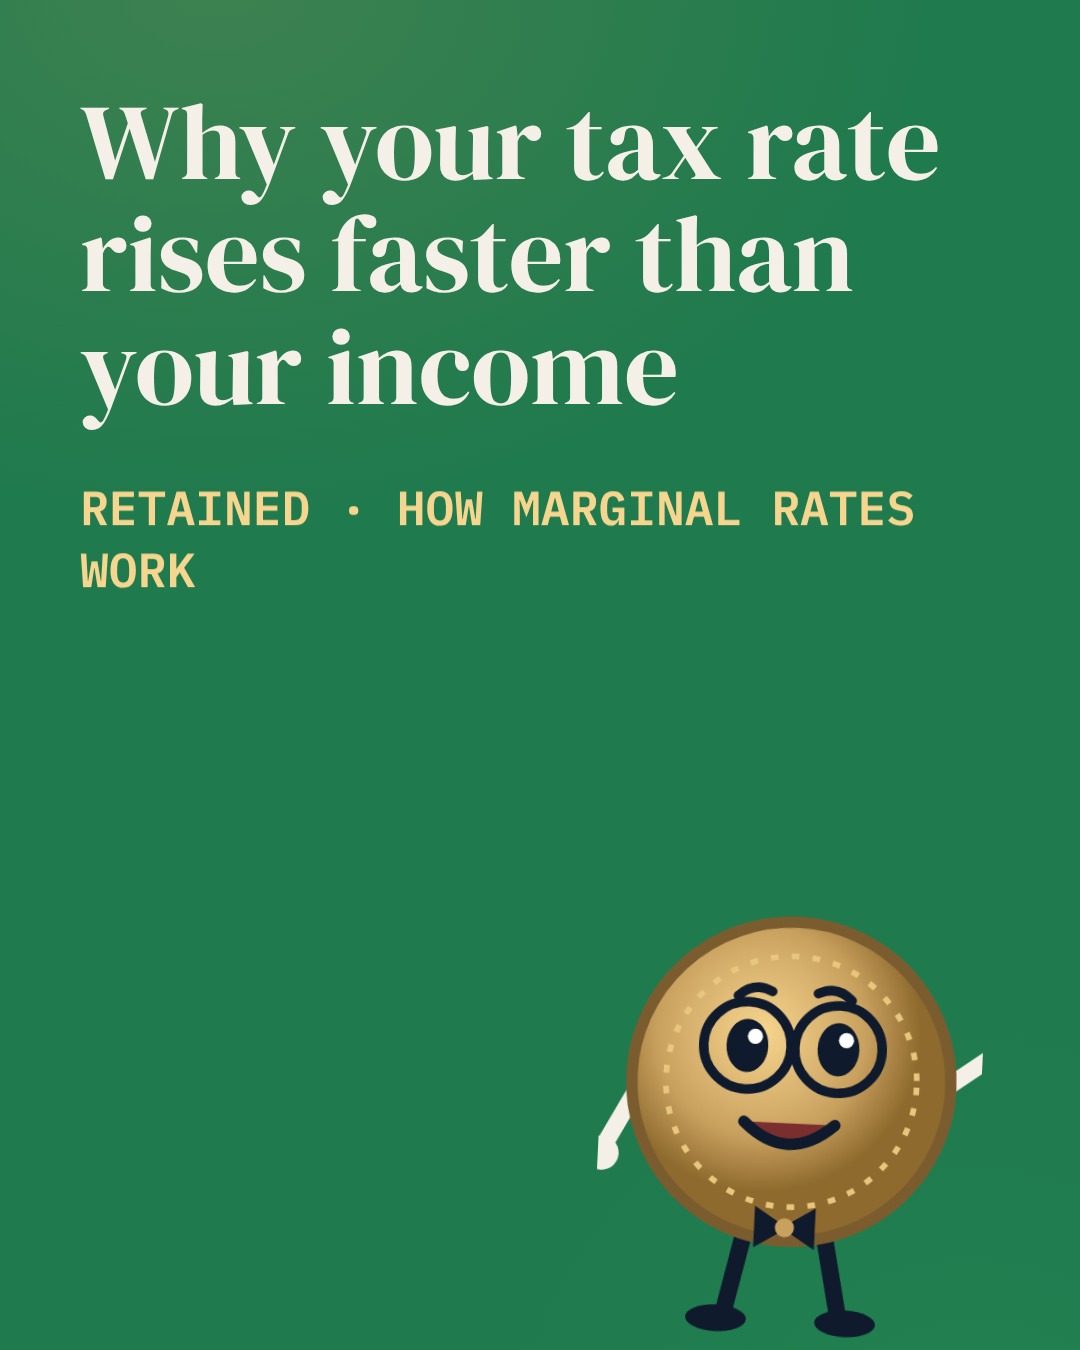 Why your tax rate
rises faster than
your income
RETAINED · HOW MARGINAL RATES
WORK